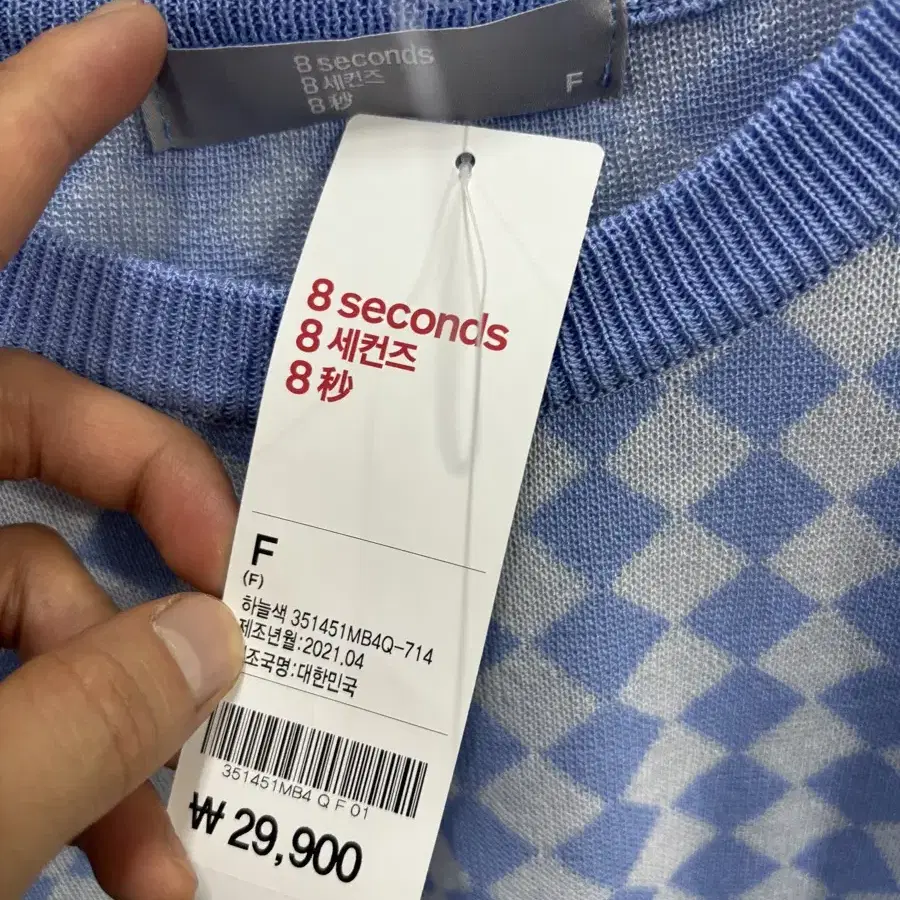 8 seconds
8 세컨즈
8 秒
F
8 seconds
8 세컨즈
8 秒
F
(F)
하늘색 351451MB4Q-714
제조년월:2021.04
조국명:대한민국
351451MB4 Q F 01
₩ 29,900